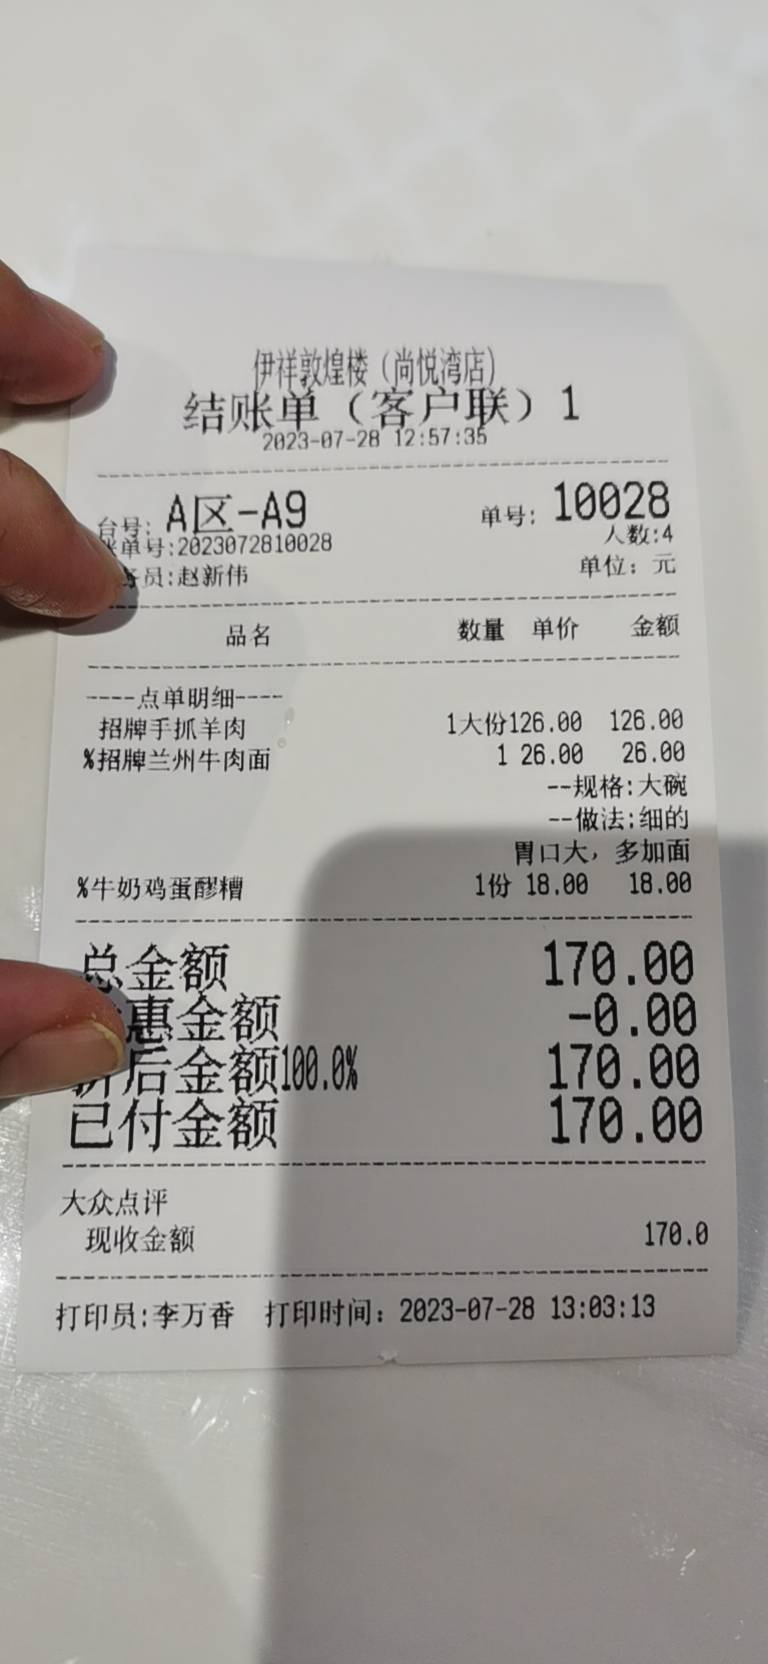 伊祥敦煌楼（尚悦湾店）
结账单（客户联）1
2023-07-28 12:57:35
台号: A区-A9 单号: 10028
账单号:2023072810028 人数:4
员:赵新伟 单位: 元
品名 数量 单价 金额
----点单明细----
招牌手抓羊肉 1大份126.00 126.00
%招牌兰州牛肉面 1 26.00 26.00
--规格:大碗
--做法:细的
胃口大，多加面
%牛奶鸡蛋醪糟 1份 18.00 18.00
总金额 170.00
惠金额 -0.00
折后金额100.0% 170.00
已付金额 170.00
大众点评
现收金额 170.0
打印员:李万香 打印时间: 2023-07-28 13:03:13